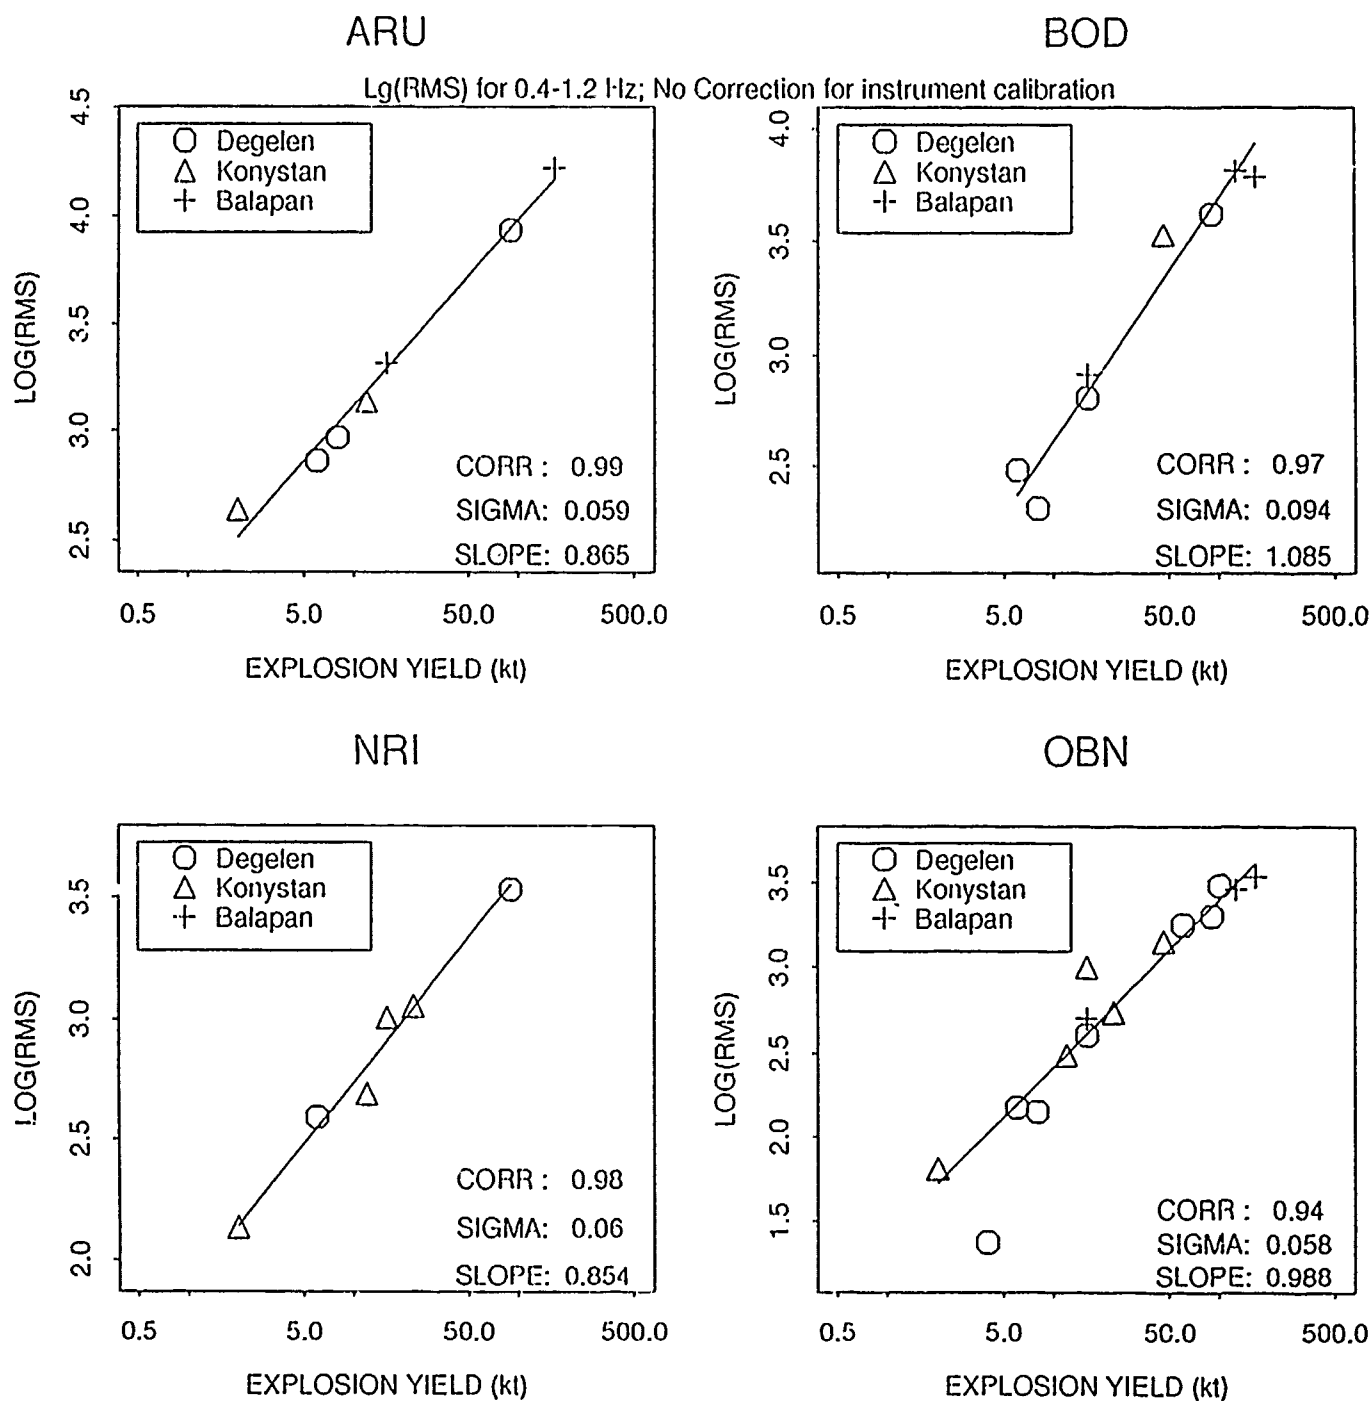 ARU
BOD
Lg(RMS) for 0.4-1.2 Hz; No Correction for instrument calibration
Degelen
Konystan
Balapan
LOG(RMS)
4.5
4.0
3.5
3.0
2.5
CORR : 0.99
SIGMA: 0.059
SLOPE: 0.865
0.5 5.0 50.0 500.0
EXPLOSION YIELD (kt)
Degelen
Konystan
Balapan
LOG(RMS)
4.0
3.5
3.0
2.5
CORR : 0.97
SIGMA: 0.094
SLOPE: 1.085
0.5 5.0 50.0 500.0
EXPLOSION YIELD (kt)
NRI
Degelen
Konystan
Balapan
LOG(RMS)
3.5
3.0
2.5
2.0
CORR : 0.98
SIGMA: 0.06
SLOPE: 0.854
0.5 5.0 50.0 500.0
EXPLOSION YIELD (kt)
OBN
Degelen
Konystan
Balapan
LOG(RMS)
3.5
3.0
2.5
2.0
1.5
CORR : 0.94
SIGMA: 0.058
SLOPE: 0.988
0.5 5.0 50.0 500.0
EXPLOSION YIELD (kt)